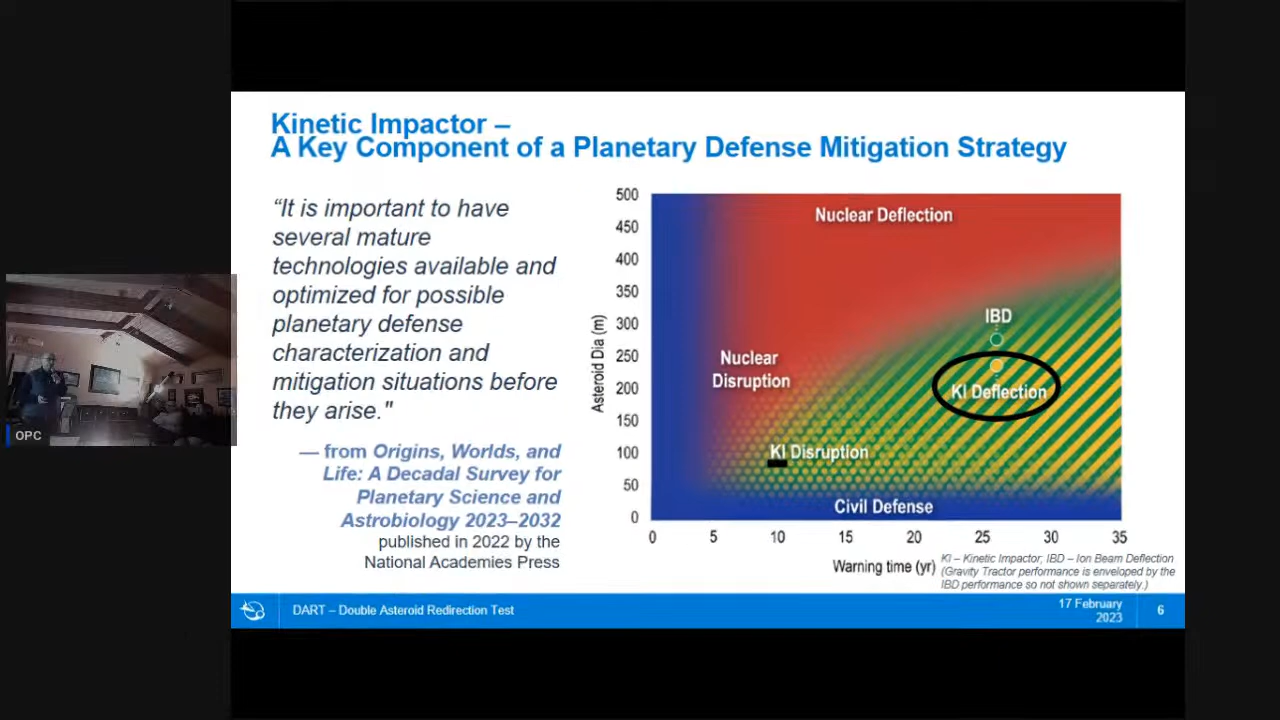 Kinetic Impactor –
A Key Component of a Planetary Defense Mitigation Strategy
“It is important to have
several mature
technologies available and
optimized for possible
planetary defense
characterization and
mitigation situations before
they arise."
— from Origins, Worlds, and
Life: A Decadal Survey for
Planetary Science and
Astrobiology 2023–2032
published in 2022 by the
National Academies Press
Asteroid Dia (m)
500
450
400
350
300
250
200
150
100
50
0
Nuclear Deflection
IBD
Nuclear
Disruption
KI Deflection
KI Disruption
Civil Defense
0 5 10 15 20 25 30 35
Warning time (yr)
KI – Kinetic Impactor; IBD – Ion Beam Deflection
(Gravity Tractor performance is enveloped by the
IBD performance so not shown separately.)
OPC
DART – Double Asteroid Redirection Test
17 February
2023
6